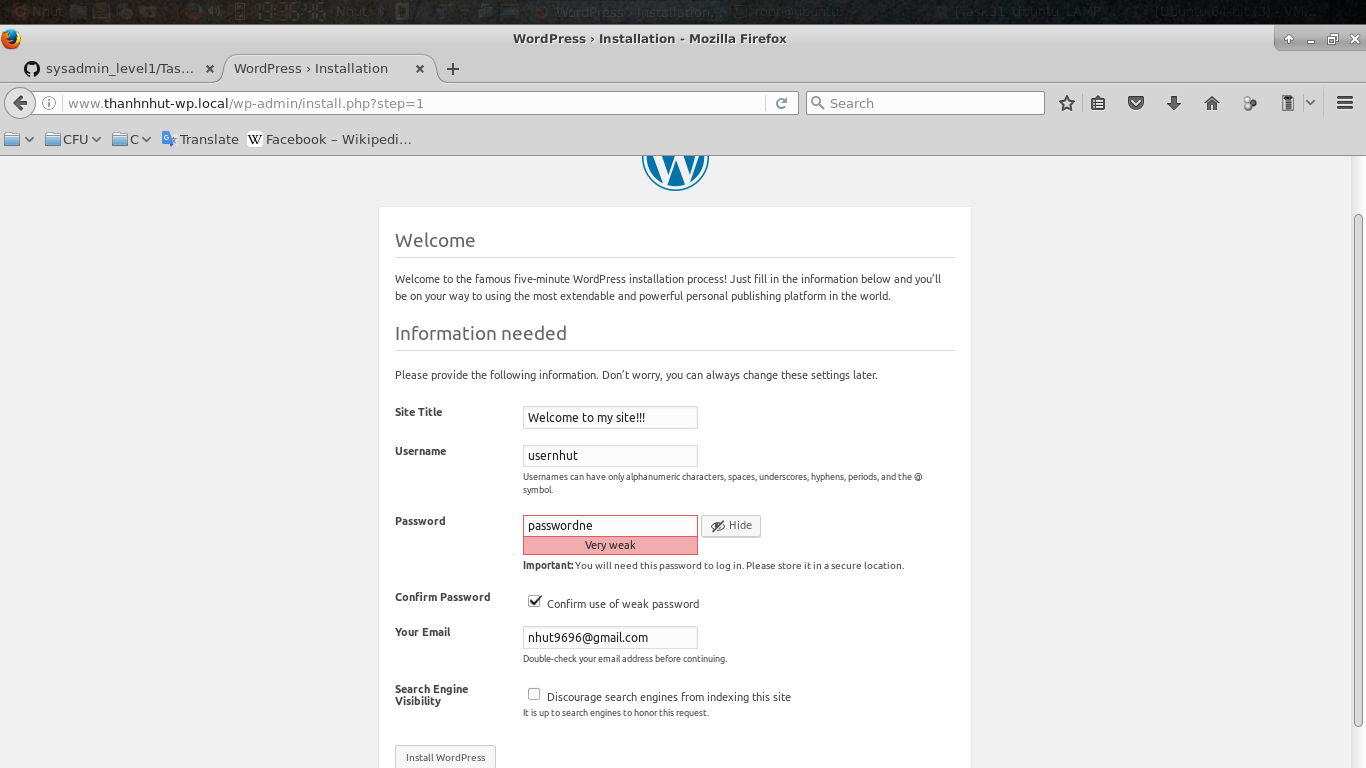 Nhut
19:35:45
Nhut
WordPress › Installation
WordPress › Installation - Mozilla Firefox
sysadmin_level1/Tas...
WordPress › Installation
www.thanhnhut-wp.local/wp-admin/install.php?step=1
Search
CFU
C
Translate
W Facebook – Wikipedi...
Welcome
Welcome to the famous five-minute WordPress installation process! Just fill in the information below and you'll
be on your way to using the most extendable and powerful personal publishing platform in the world.
Information needed
Please provide the following information. Don't worry, you can always change these settings later.
Site Title
Welcome to my site!!!
Username
usernhut
Usernames can have only alphanumeric characters, spaces, underscores, hyphens, periods, and the @
symbol.
Password
passwordne
Hide
Very weak
Important: You will need this password to log in. Please store it in a secure location.
Confirm Password
Confirm use of weak password
Your Email
nhut9696@gmail.com
Double-check your email address before continuing.
Search Engine
Visibility
Discourage search engines from indexing this site
It is up to search engines to honor this request.
Install WordPress